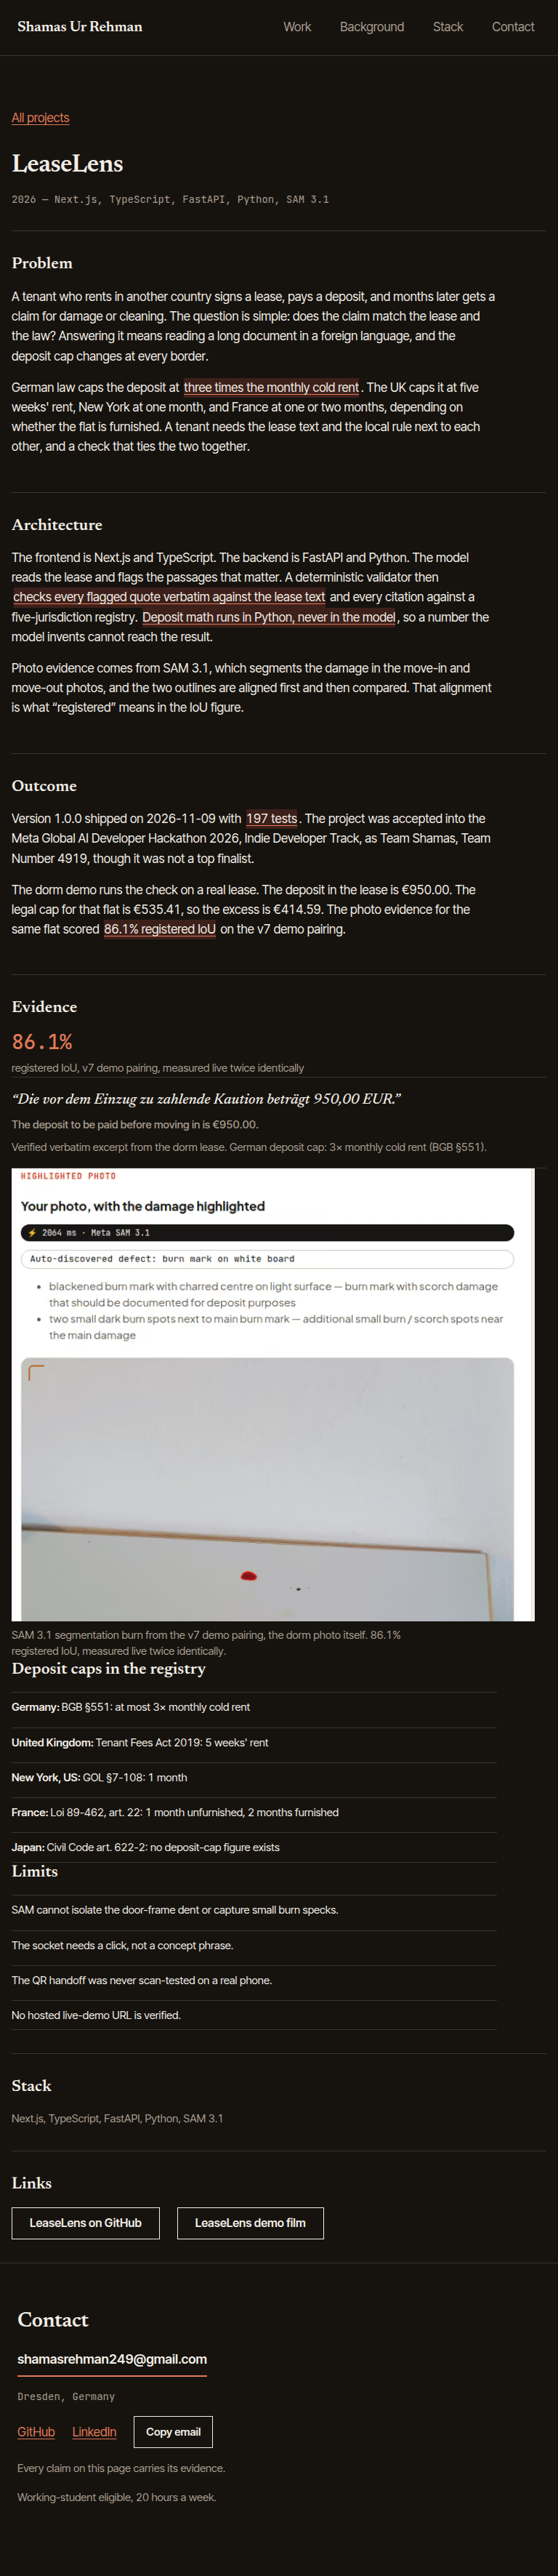 Shamas Ur Rehman
Work
Background
Stack
Contact
All projects
LeaseLens
2026 — Next.js, TypeScript, FastAPI, Python, SAM 3.1
Problem
A tenant who rents in another country signs a lease, pays a deposit, and months later gets a
claim for damage or cleaning. The question is simple: does the claim match the lease and
the law? Answering it means reading a long document in a foreign language, and the
deposit cap changes at every border.
German law caps the deposit at three times the monthly cold rent. The UK caps it at five
weeks' rent, New York at one month, and France at one or two months, depending on
whether the flat is furnished. A tenant needs the lease text and the local rule next to each
other, and a check that ties the two together.
Architecture
The frontend is Next.js and TypeScript. The backend is FastAPI and Python. The model
reads the lease and flags the passages that matter. A deterministic validator then
checks every flagged quote verbatim against the lease text and every citation against a
five-jurisdiction registry. Deposit math runs in Python, never in the model, so a number the
model invents cannot reach the result.
Photo evidence comes from SAM 3.1, which segments the damage in the move-in and
move-out photos, and the two outlines are aligned first and then compared. That alignment
is what “registered” means in the IoU figure.
Outcome
Version 1.0.0 shipped on 2026-11-09 with 197 tests. The project was accepted into the
Meta Global AI Developer Hackathon 2026, Indie Developer Track, as Team Shamas, Team
Number 4919, though it was not a top finalist.
The dorm demo runs the check on a real lease. The deposit in the lease is €950.00. The
legal cap for that flat is €535.41, so the excess is €414.59. The photo evidence for the
same flat scored 86.1% registered IoU on the v7 demo pairing.
Evidence
86.1%
registered IoU, v7 demo pairing, measured live twice identically
“Die vor dem Einzug zu zahlende Kaution beträgt 950,00 EUR.”
The deposit to be paid before moving in is €950.00.
Verified verbatim excerpt from the dorm lease. German deposit cap: 3× monthly cold rent (BGB §551).
HIGHLIGHTED PHOTO
Your photo, with the damage highlighted
⚡ 2064 ms · Meta SAM 3.1
Auto-discovered defect: burn mark on white board
• blackened burn mark with charred centre on light surface — burn mark with scorch damage
that should be documented for deposit purposes
• two small dark burn spots next to main burn mark — additional small burn / scorch spots near
the main damage
SAM 3.1 segmentation burn from the v7 demo pairing, the dorm photo itself. 86.1%
registered IoU, measured live twice identically.
Deposit caps in the registry
Germany: BGB §551: at most 3× monthly cold rent
United Kingdom: Tenant Fees Act 2019: 5 weeks' rent
New York, US: GOL §7-108: 1 month
France: Loi 89-462, art. 22: 1 month unfurnished, 2 months furnished
Japan: Civil Code art. 622-2: no deposit-cap figure exists
Limits
SAM cannot isolate the door-frame dent or capture small burn specks.
The socket needs a click, not a concept phrase.
The QR handoff was never scan-tested on a real phone.
No hosted live-demo URL is verified.
Stack
Next.js, TypeScript, FastAPI, Python, SAM 3.1
Links
LeaseLens on GitHub
LeaseLens demo film
Contact
shamasrehman249@gmail.com
Dresden, Germany
GitHub
LinkedIn
Copy email
Every claim on this page carries its evidence.
Working-student eligible, 20 hours a week.